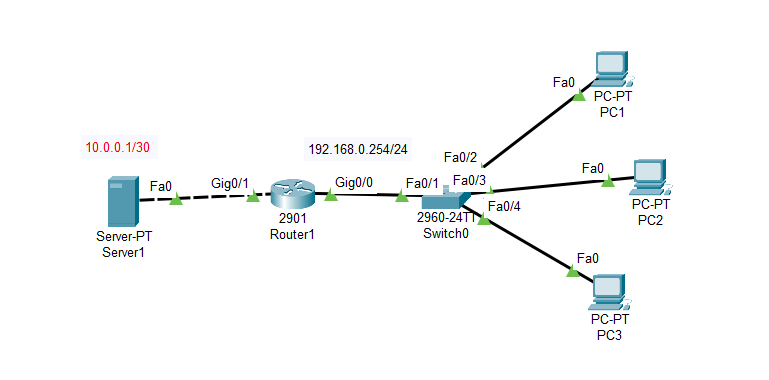 Fa0
PC-PT
PC1
10.0.0.1/30
192.168.0.254/24
Fa0/2
Fa0
Fa0
Gig0/1
Gig0/0
Fa0/1
Fa0/3
PC-PT
PC2
Fa0/4
2901
Router1
2960-24TT
Switch0
Server-PT
Server1
Fa0
PC-PT
PC3